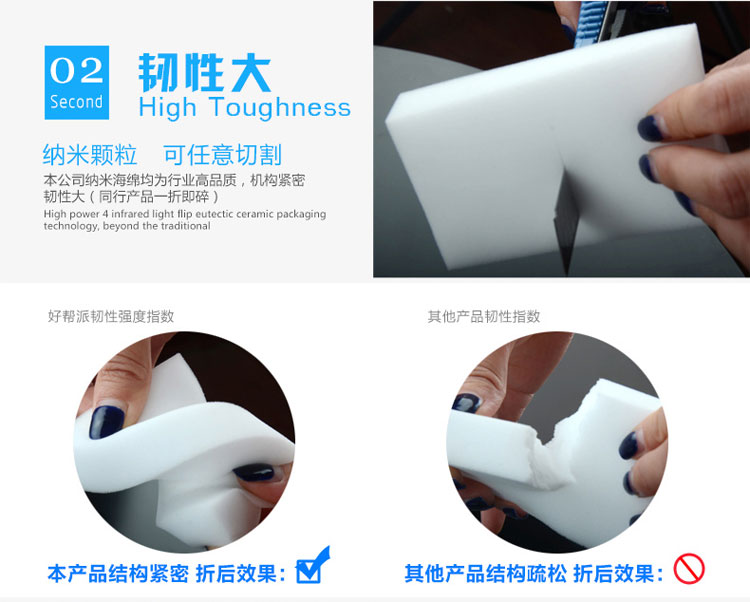 02
Second
韧性大
High Toughness
纳米颗粒 可任意切割
本公司纳米海绵均为行业高品质，机构紧密
韧性大（同行产品一折即碎）
High power 4 infrared light flip eutectic ceramic packaging
technology, beyond the traditional
好帮派韧性强度指数
其他产品韧性指数
本产品结构紧密 折后效果：
其他产品结构疏松 折后效果：